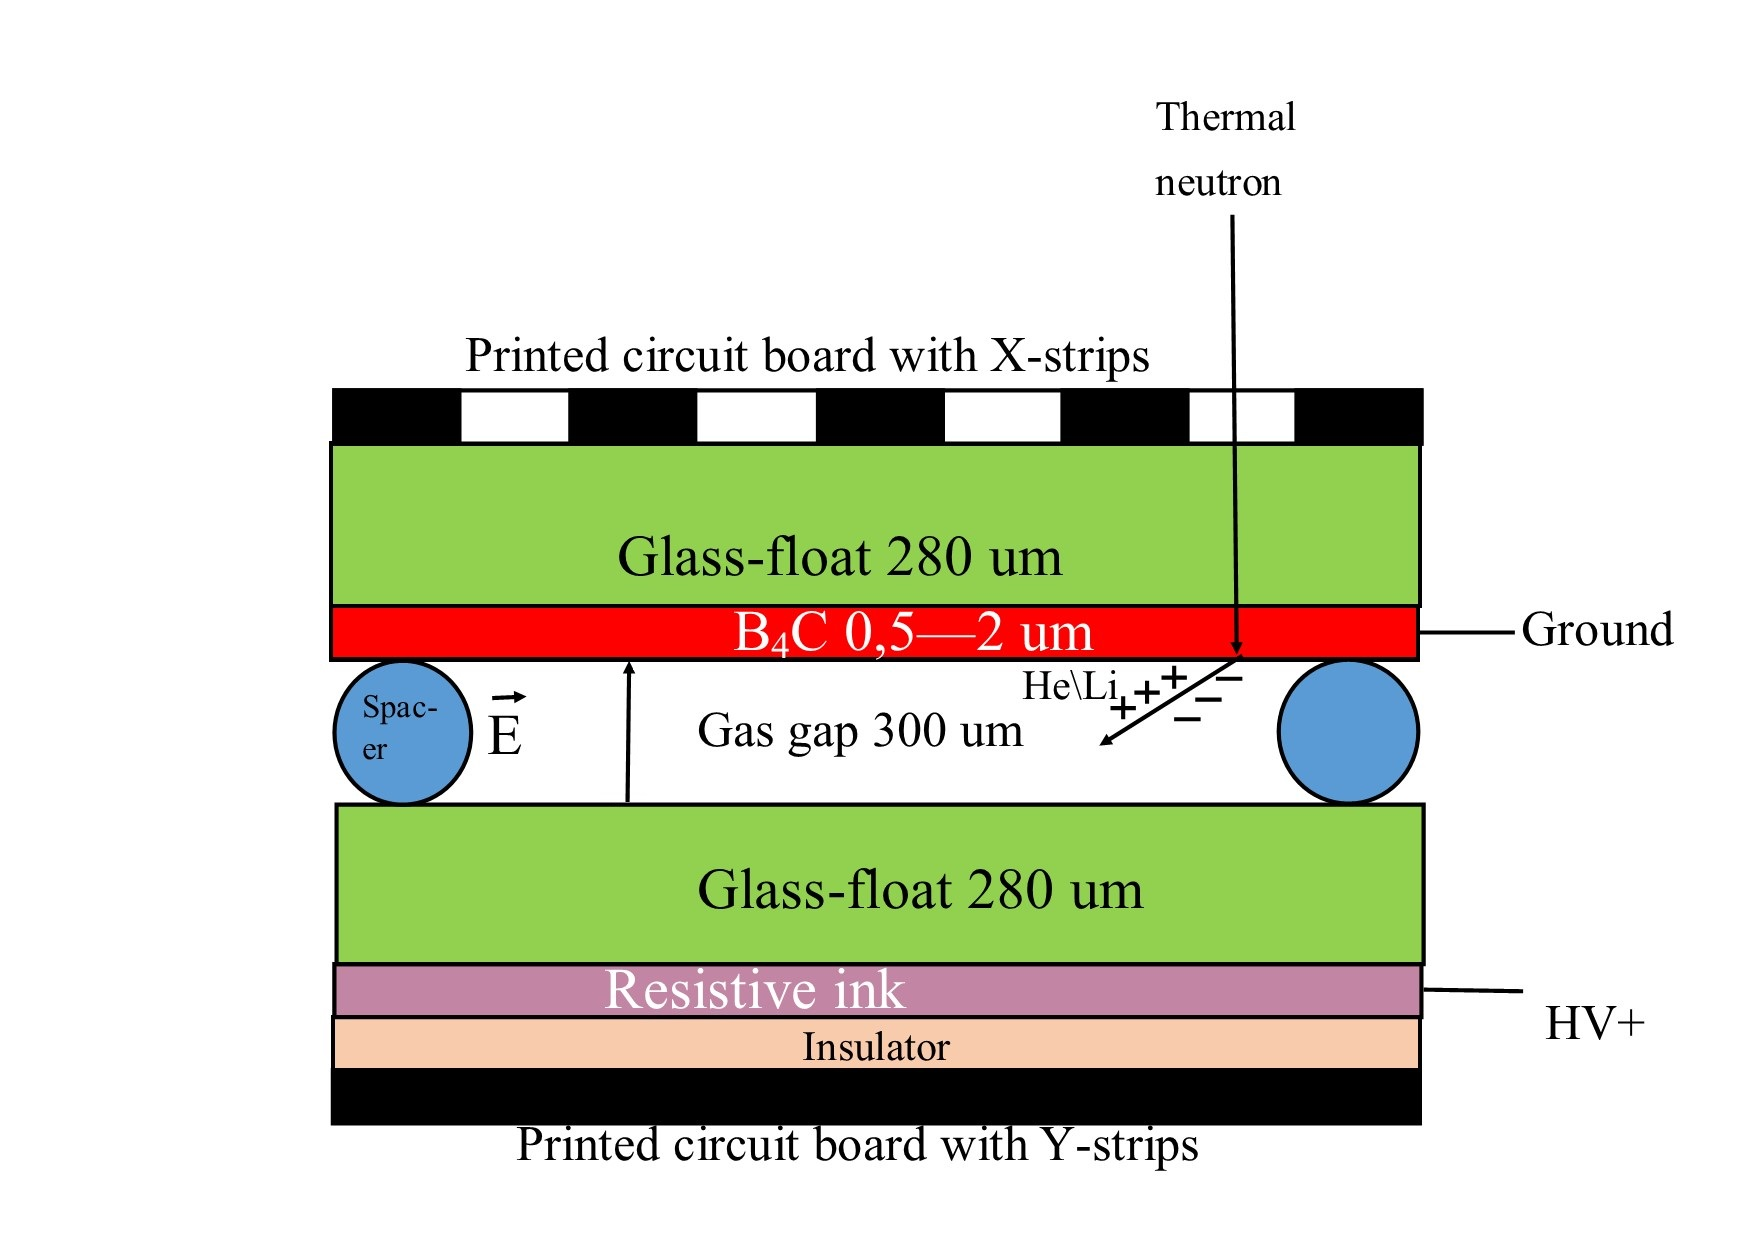 Thermal
neutron
Printed circuit board with X-strips
Glass-float 280 um
B₄C 0,5—2 um
Ground
He\Li
+ + +
− − −
Spac-
er
E
Gas gap 300 um
Glass-float 280 um
Resistive ink
HV+
Insulator
Printed circuit board with Y-strips